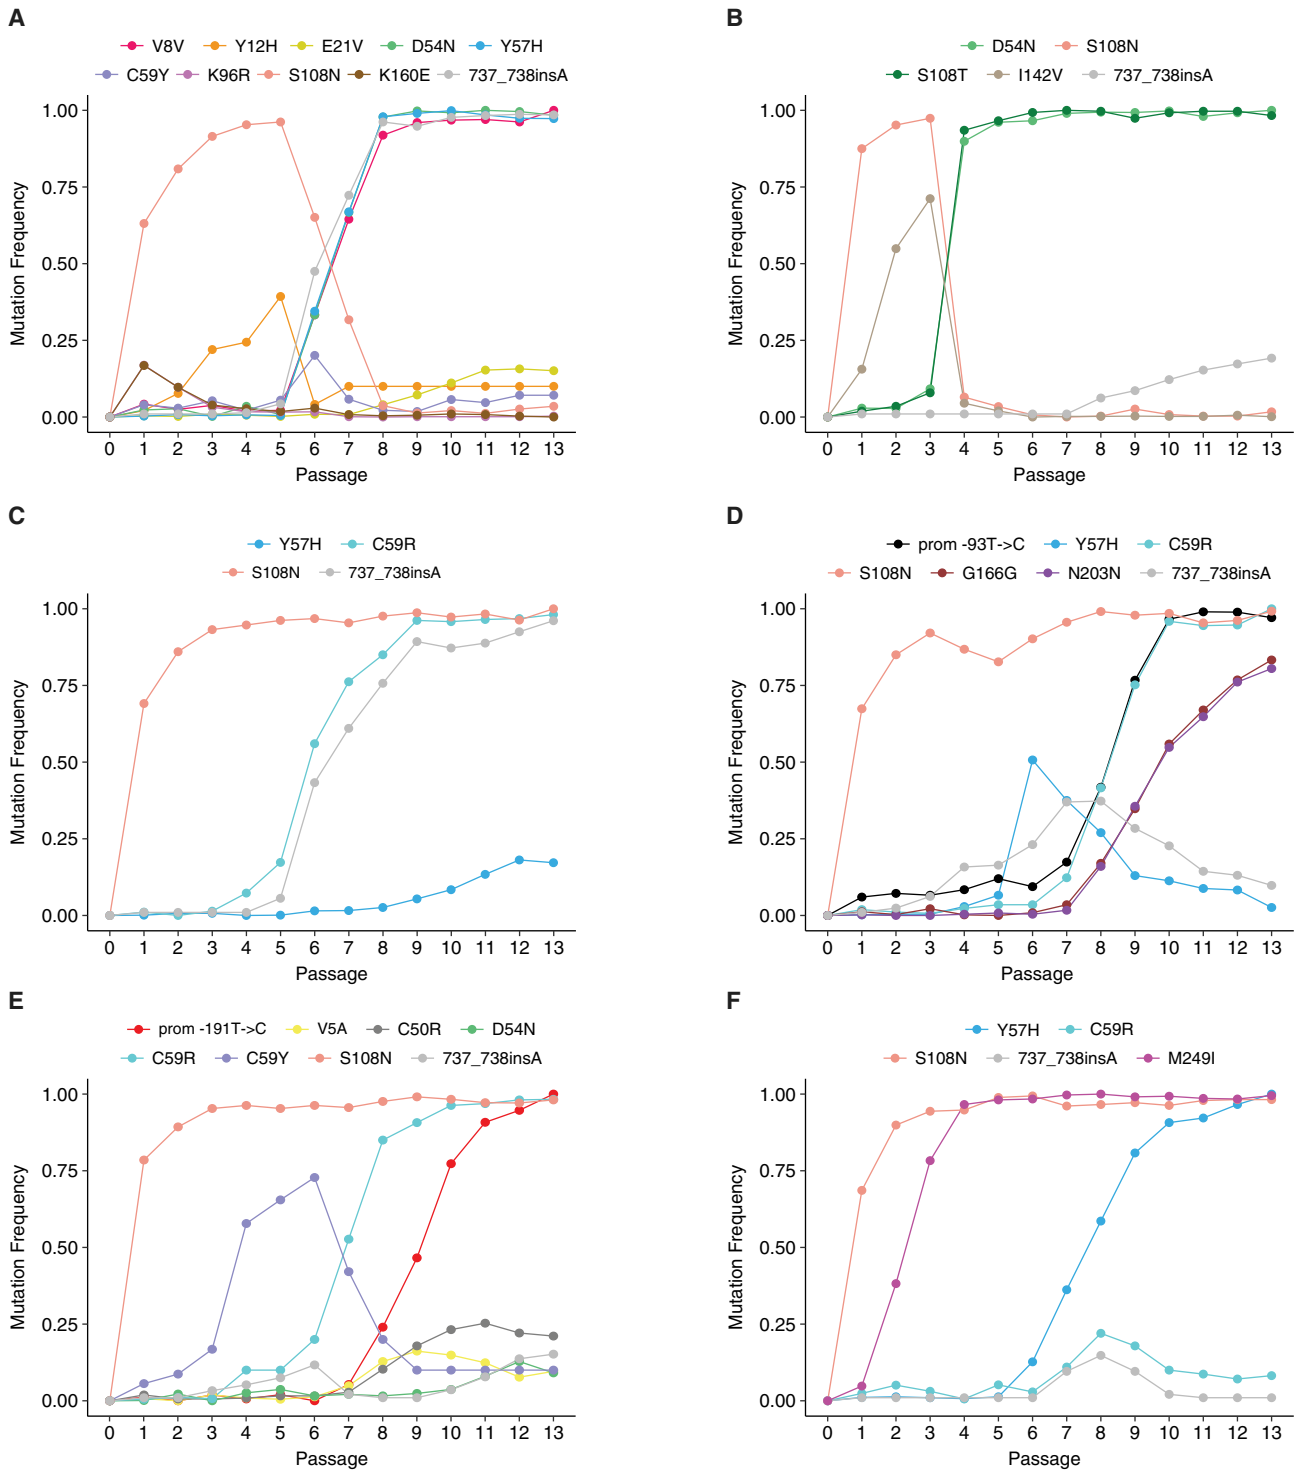 A
V8V Y12H E21V D54N Y57H
C59Y K96R S108N K160E 737_738insA
1.00
0.75
0.50
0.25
0.00
Mutation Frequency
0 1 2 3 4 5 6 7 8 9 10 11 12 13
Passage
B
D54N S108N
S108T I142V 737_738insA
1.00
0.75
0.50
0.25
0.00
Mutation Frequency
0 1 2 3 4 5 6 7 8 9 10 11 12 13
Passage
C
Y57H C59R
S108N 737_738insA
1.00
0.75
0.50
0.25
0.00
Mutation Frequency
0 1 2 3 4 5 6 7 8 9 10 11 12 13
Passage
D
prom -93T->C Y57H C59R
S108N G166G N203N 737_738insA
1.00
0.75
0.50
0.25
0.00
Mutation Frequency
0 1 2 3 4 5 6 7 8 9 10 11 12 13
Passage
E
prom -191T->C V5A C50R D54N
C59R C59Y S108N 737_738insA
1.00
0.75
0.50
0.25
0.00
Mutation Frequency
0 1 2 3 4 5 6 7 8 9 10 11 12 13
Passage
F
Y57H C59R
S108N 737_738insA M249I
1.00
0.75
0.50
0.25
0.00
Mutation Frequency
0 1 2 3 4 5 6 7 8 9 10 11 12 13
Passage